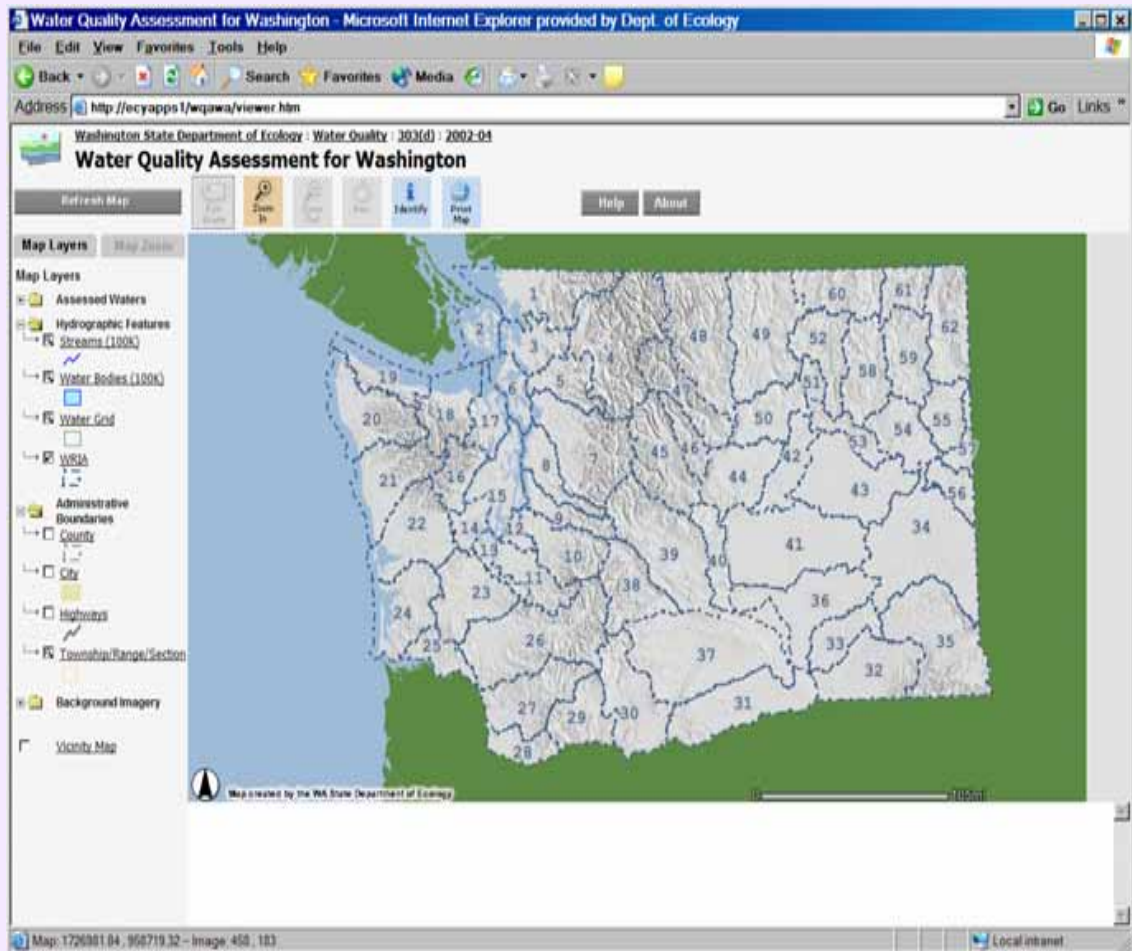 Water Quality Assessment for Washington - Microsoft Internet Explorer provided by Dept. of Ecology
File Edit View Favorites Tools Help
Back Search Favorites Media
Address http://ecyapps1/wqawa/viewer.htm Go Links »
Washington State Department of Ecology : Water Quality : 303(d) : 2002-04
Water Quality Assessment for Washington
Refresh Map
Zoom In
Identify
Print Map
Help
About
Map Layers Map Zoom
Map Layers
Assessed Waters
Hydrographic Features
Streams (100K)
Water Bodies (100K)
Water Grid
WRIA
Administrative Boundaries
County
City
Highways
Township/Range/Section
Background Imagery
Vicinity Map
1 60 61
2 48 49 52 62
3 4 59
19 5 47 51 58
6
20 18 17 50 55
54
8 7 45 46 42 53 57
21 16 44 43 56
15
22 14 12 9 34
13 10 39 40 41
23 11 38 36
24 33 35
25 26 37 32
27 29 30 31
28
Map created by the WA State Department of Ecology
Map: 1726981.84 , 958719.32 -- Image: 458 , 183
Local intranet